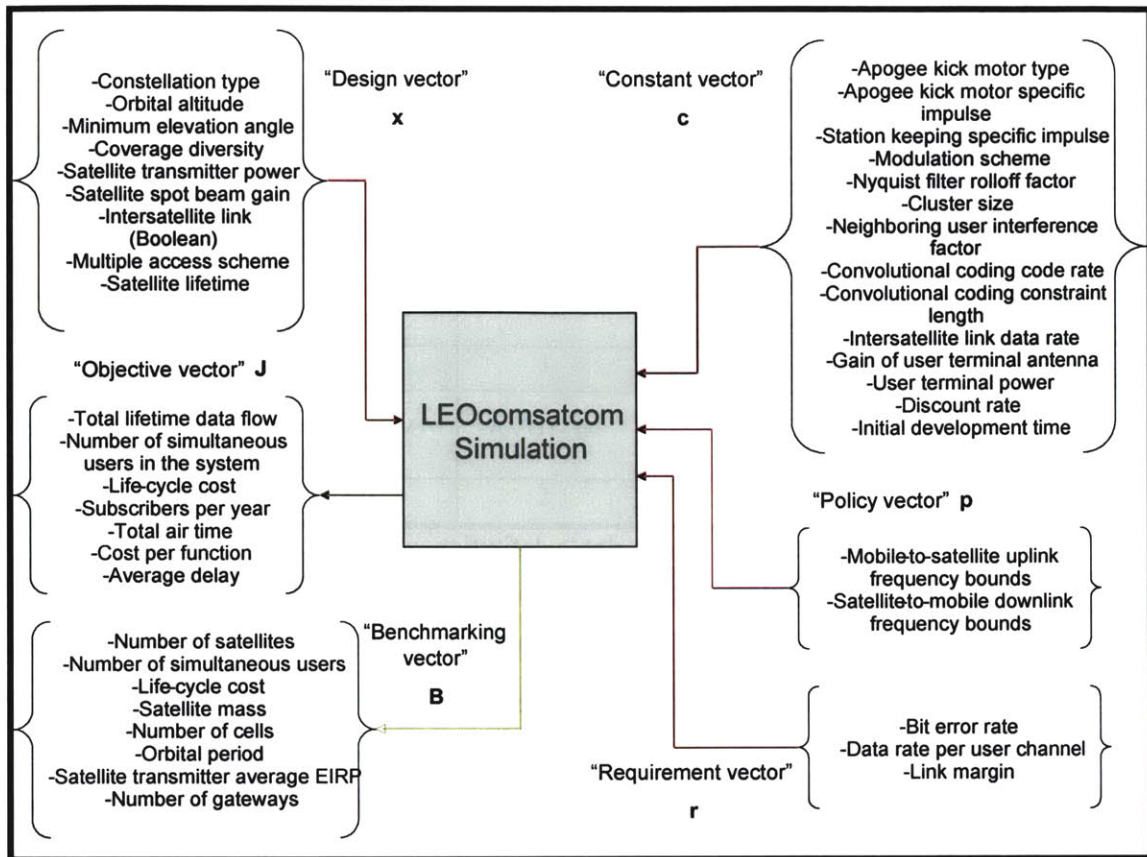 -Constellation type
-Orbital altitude
-Minimum elevation angle
-Coverage diversity
-Satellite transmitter power
-Satellite spot beam gain
-Intersatellite link
(Boolean)
-Multiple access scheme
-Satellite lifetime
“Design vector”
x
“Constant vector”
c
-Apogee kick motor type
-Apogee kick motor specific
impulse
-Station keeping specific impulse
-Modulation scheme
-Nyquist filter rolloff factor
-Cluster size
-Neighboring user interference
factor
-Convolutional coding code rate
-Convolutional coding constraint
length
-Intersatellite link data rate
-Gain of user terminal antenna
-User terminal power
-Discount rate
-Initial development time
LEOcomsatcom
Simulation
“Objective vector” J
-Total lifetime data flow
-Number of simultaneous
users in the system
-Life-cycle cost
-Subscribers per year
-Total air time
-Cost per function
-Average delay
“Policy vector” p
-Mobile-to-satellite uplink
frequency bounds
-Satellite-to-mobile downlink
frequency bounds
“Benchmarking
vector”
B
-Number of satellites
-Number of simultaneous users
-Life-cycle cost
-Satellite mass
-Number of cells
-Orbital period
-Satellite transmitter average EIRP
-Number of gateways
“Requirement vector”
r
-Bit error rate
-Data rate per user channel
-Link margin